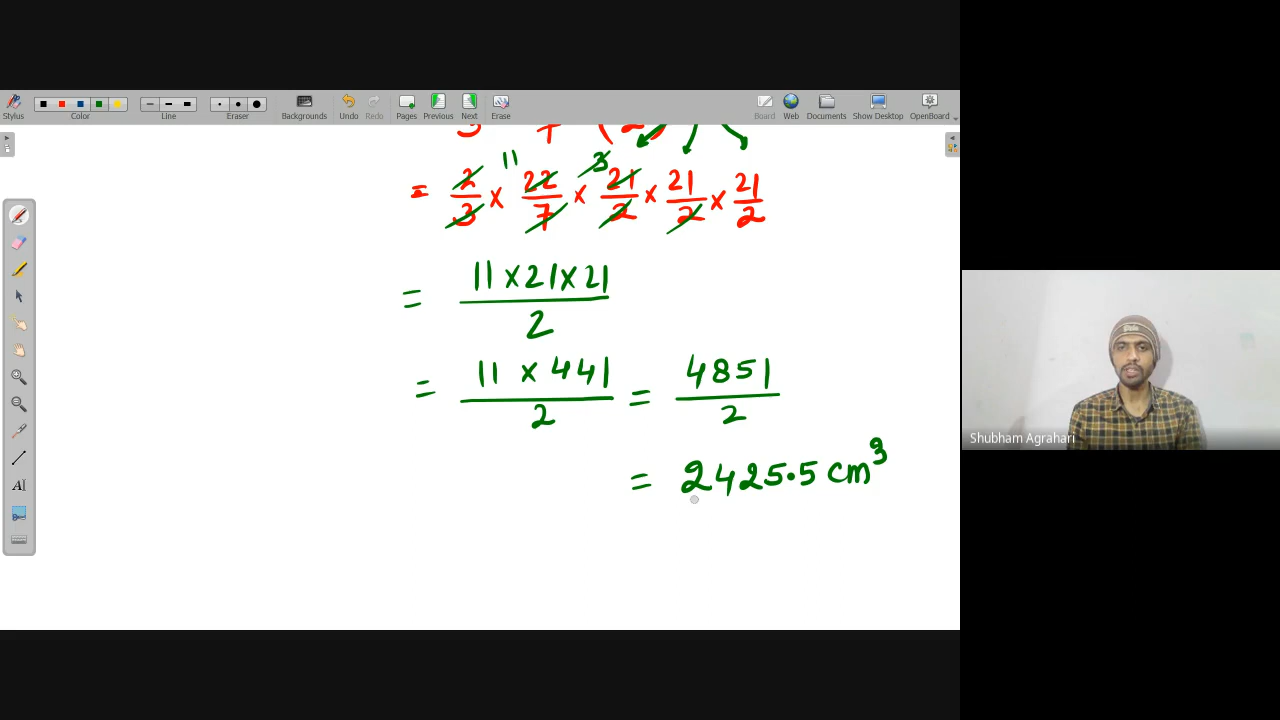 Stylus Color Line Eraser Backgrounds Undo Redo Pages Previous Next Erase Board Web Documents Show Desktop OpenBoard
= 2/3 × 22/7 × 21/2 × 21/2 × 21/2
11 3
= 11 × 21 × 21 / 2
= 11 × 441 / 2 = 4851 / 2
= 2425.5 cm³
Shubham Agrahari